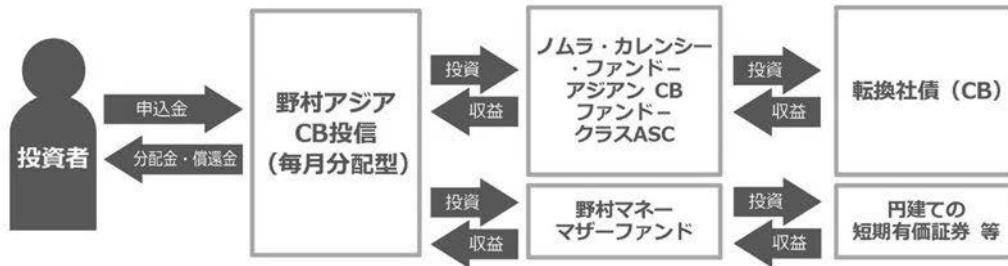 投資者
申込金
分配金・償還金
野村アジア
CB投信
(毎月分配型)
投資
収益
ノムラ・カレンシー
・ファンドー
アジアン CB
ファンドー
クラスASC
投資
収益
転換社債(CB)
投資
収益
野村マネー
マザーファンド
投資
収益
円建ての
短期有価証券 等